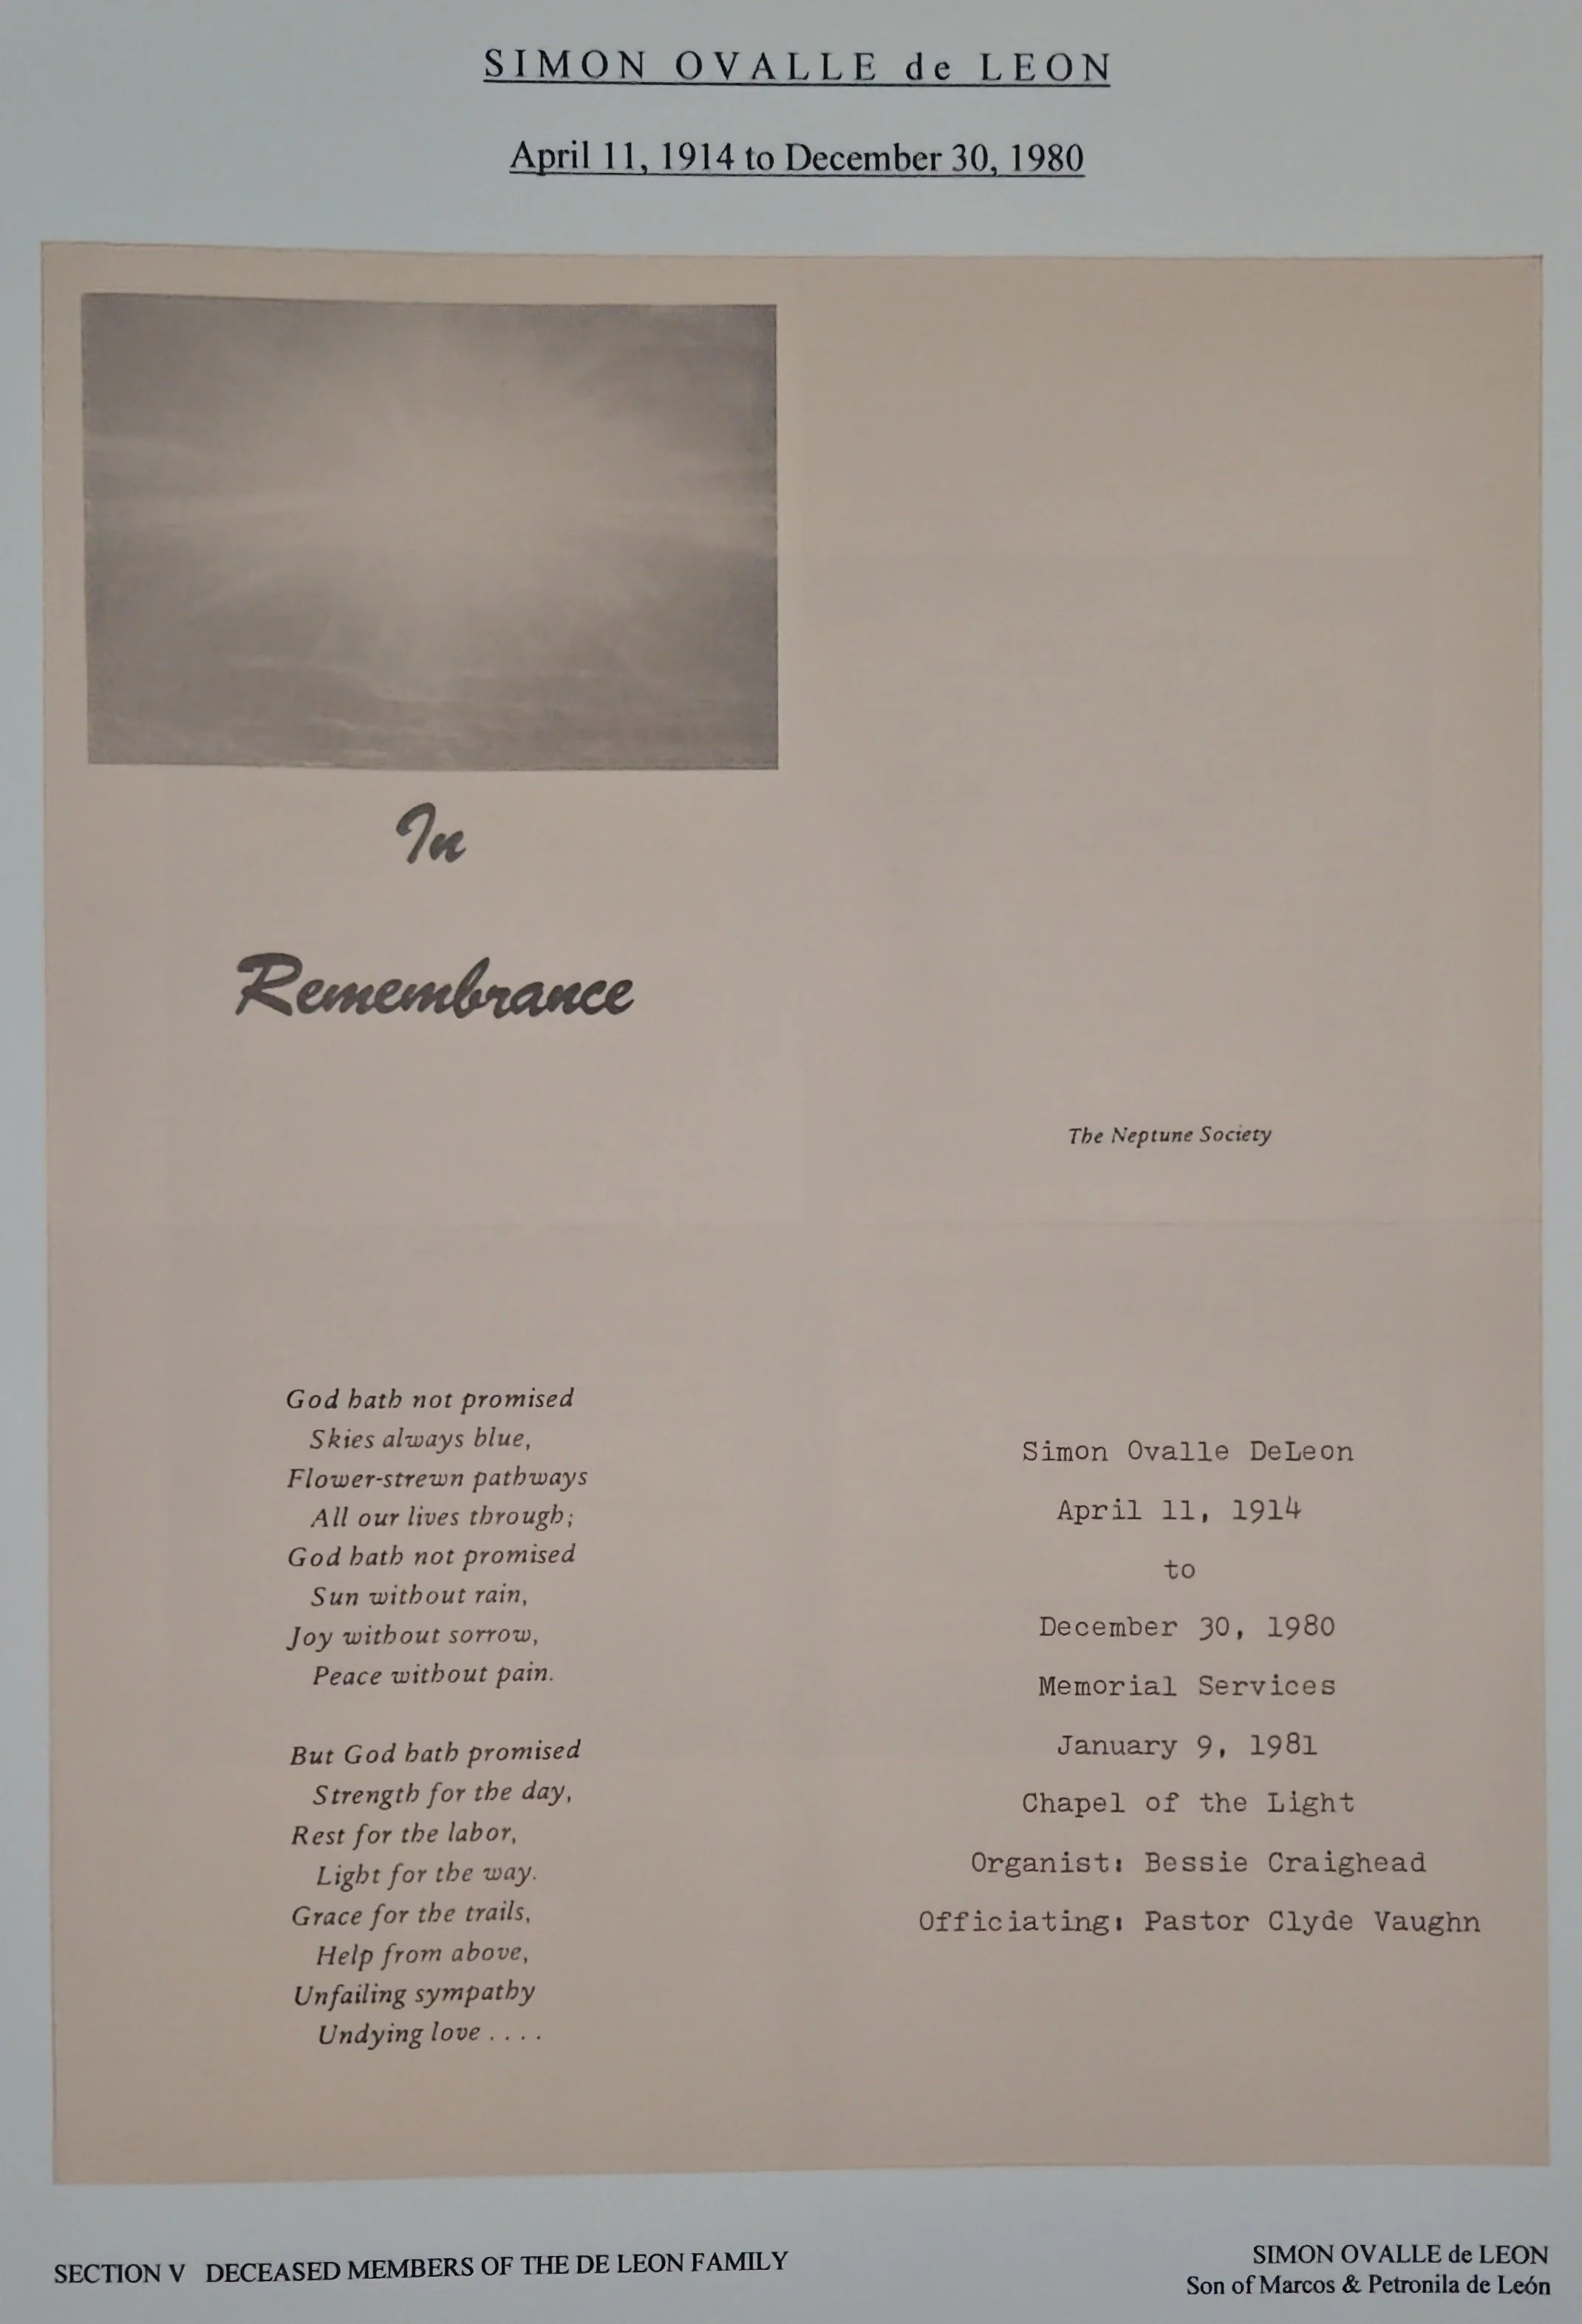 SIMON OVALLE de LEON
April 11, 1914 to December 30, 1980
In
Remembrance
The Neptune Society
God hath not promised
Skies always blue,
Flower-strewn pathways
All our lives through;
God hath not promised
Sun without rain,
Joy without sorrow,
Peace without pain.
But God hath promised
Strength for the day,
Rest for the labor,
Light for the way.
Grace for the trails,
Help from above,
Unfailing sympathy
Undying love . . . .
Simon Ovalle DeLeon
April 11, 1914
to
December 30, 1980
Memorial Services
January 9, 1981
Chapel of the Light
Organist: Bessie Craighead
Officiating: Pastor Clyde Vaughn
SECTION V DECEASED MEMBERS OF THE DE LEON FAMILY
SIMON OVALLE de LEON
Son of Marcos & Petronila de León